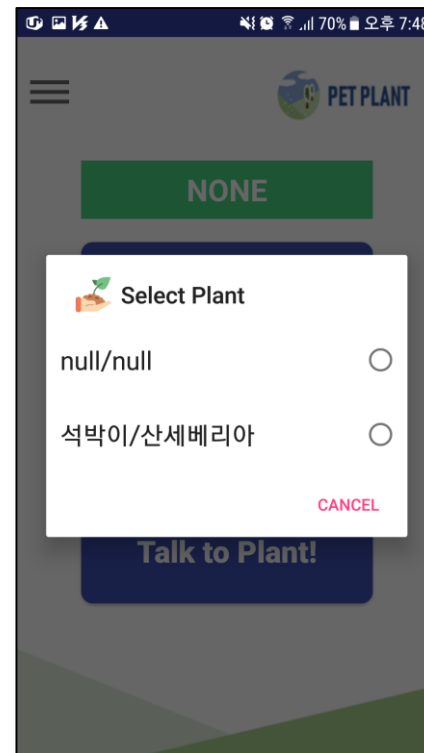 70% 오후 7:48
PET PLANT
NONE
Select Plant
null/null
석박이/산세베리아
CANCEL
Talk to Plant!